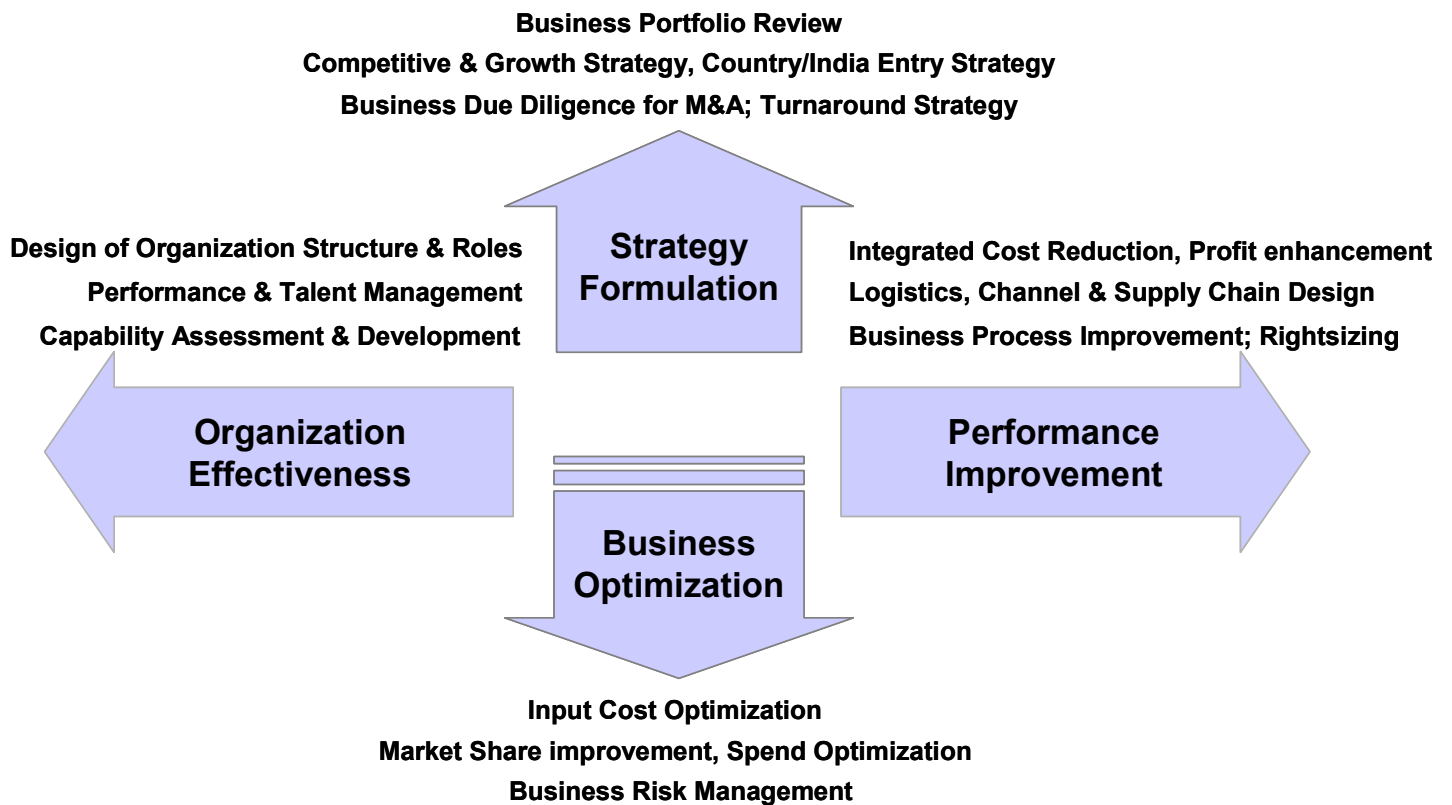 Business Portfolio Review
Competitive & Growth Strategy, Country/India Entry Strategy
Business Due Diligence for M&A; Turnaround Strategy
Strategy
Formulation
Design of Organization Structure & Roles
Performance & Talent Management
Capability Assessment & Development
Integrated Cost Reduction, Profit enhancement
Logistics, Channel & Supply Chain Design
Business Process Improvement; Rightsizing
Organization
Effectiveness
Performance
Improvement
Business
Optimization
Input Cost Optimization
Market Share improvement, Spend Optimization
Business Risk Management